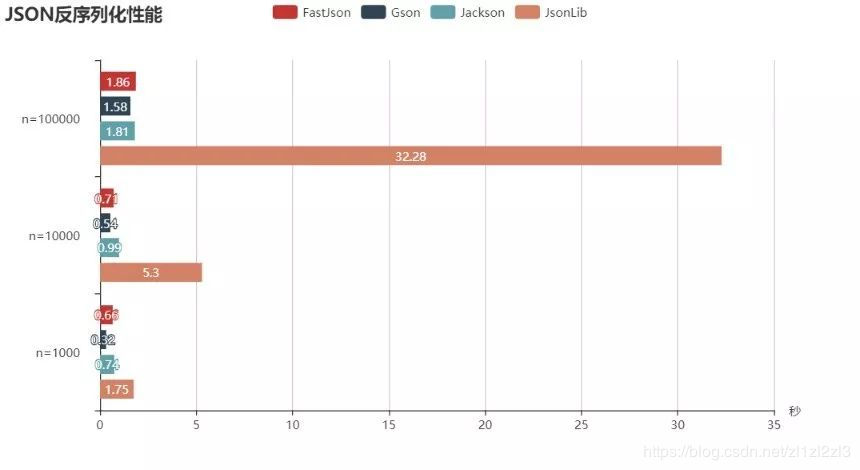 JSON反序列化性能
FastJson Gson Jackson JsonLib
n=100000
1.86
1.58
1.81
32.28
n=10000
0.71
0.54
0.99
5.3
n=1000
0.66
0.32
0.74
1.75
0 5 10 15 20 25 30 35 秒
https://blog.csdn.net/zl1zl2zl3